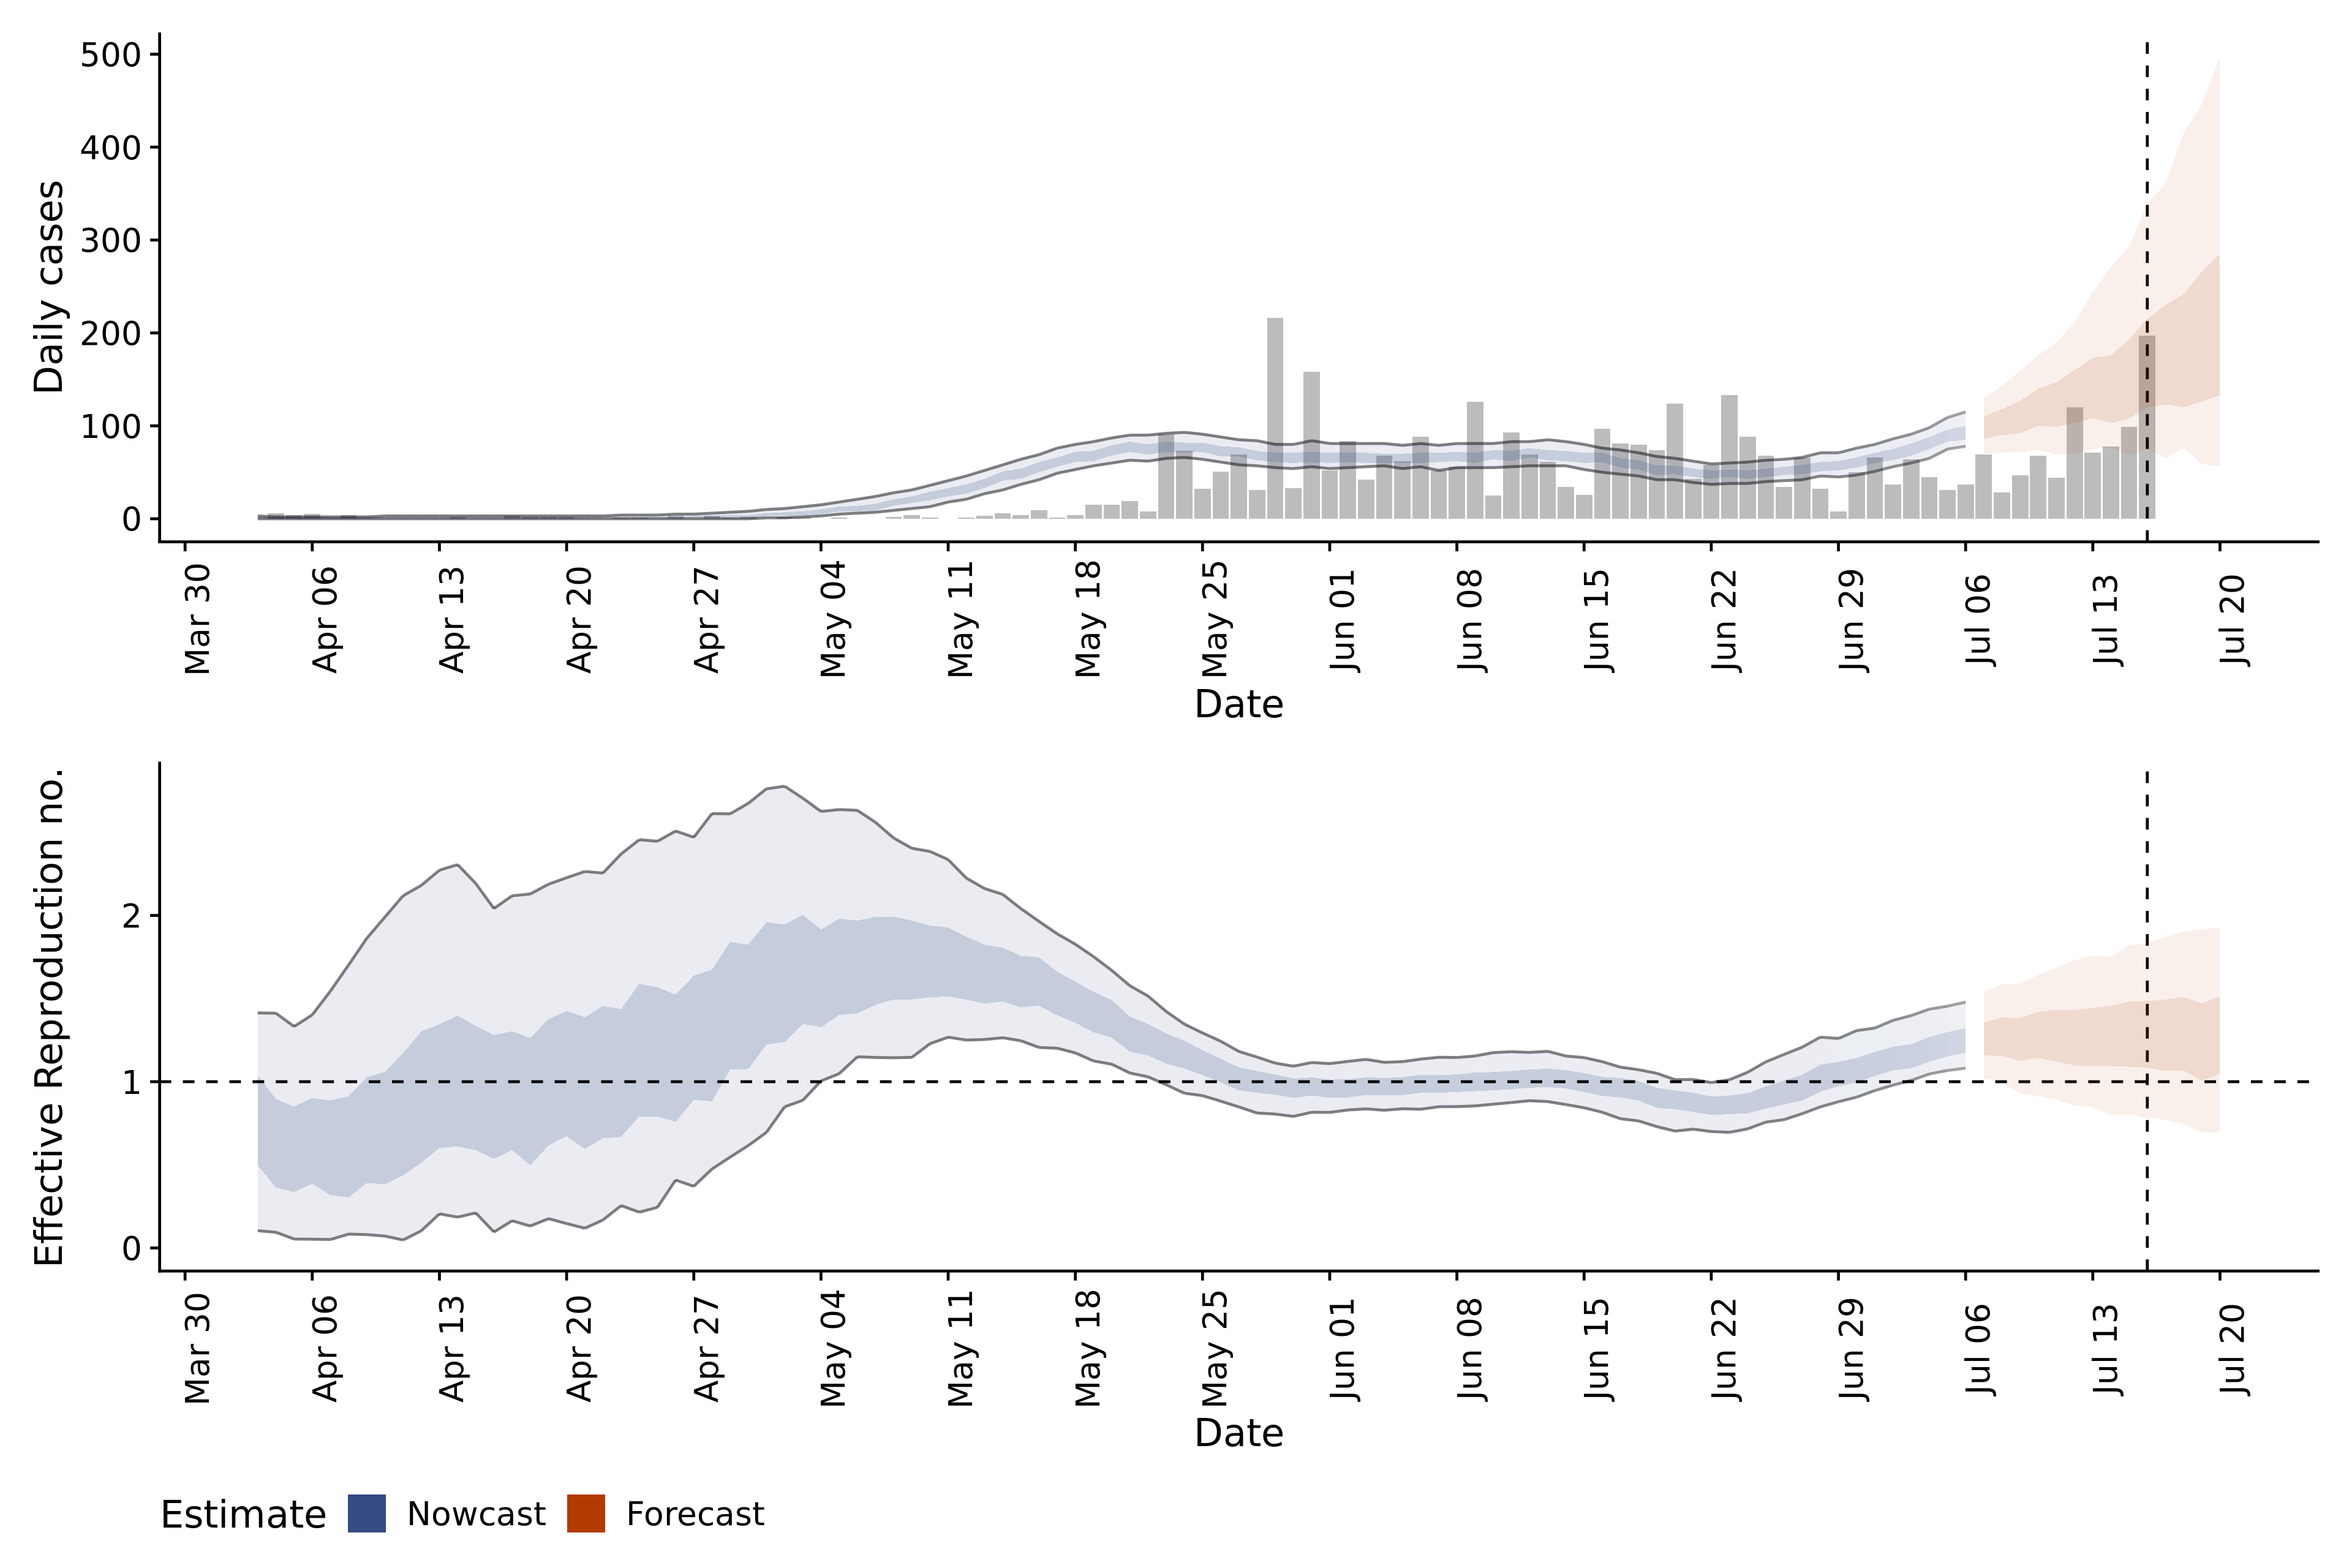 500
400
300
200
100
0
Daily cases
Mar 30 Apr 06 Apr 13 Apr 20 Apr 27 May 04 May 11 May 18 May 25 Jun 01 Jun 08 Jun 15 Jun 22 Jun 29 Jul 06 Jul 13 Jul 20
Date
2
1
0
Effective Reproduction no.
Mar 30 Apr 06 Apr 13 Apr 20 Apr 27 May 04 May 11 May 18 May 25 Jun 01 Jun 08 Jun 15 Jun 22 Jun 29 Jul 06 Jul 13 Jul 20
Date
Estimate Nowcast Forecast